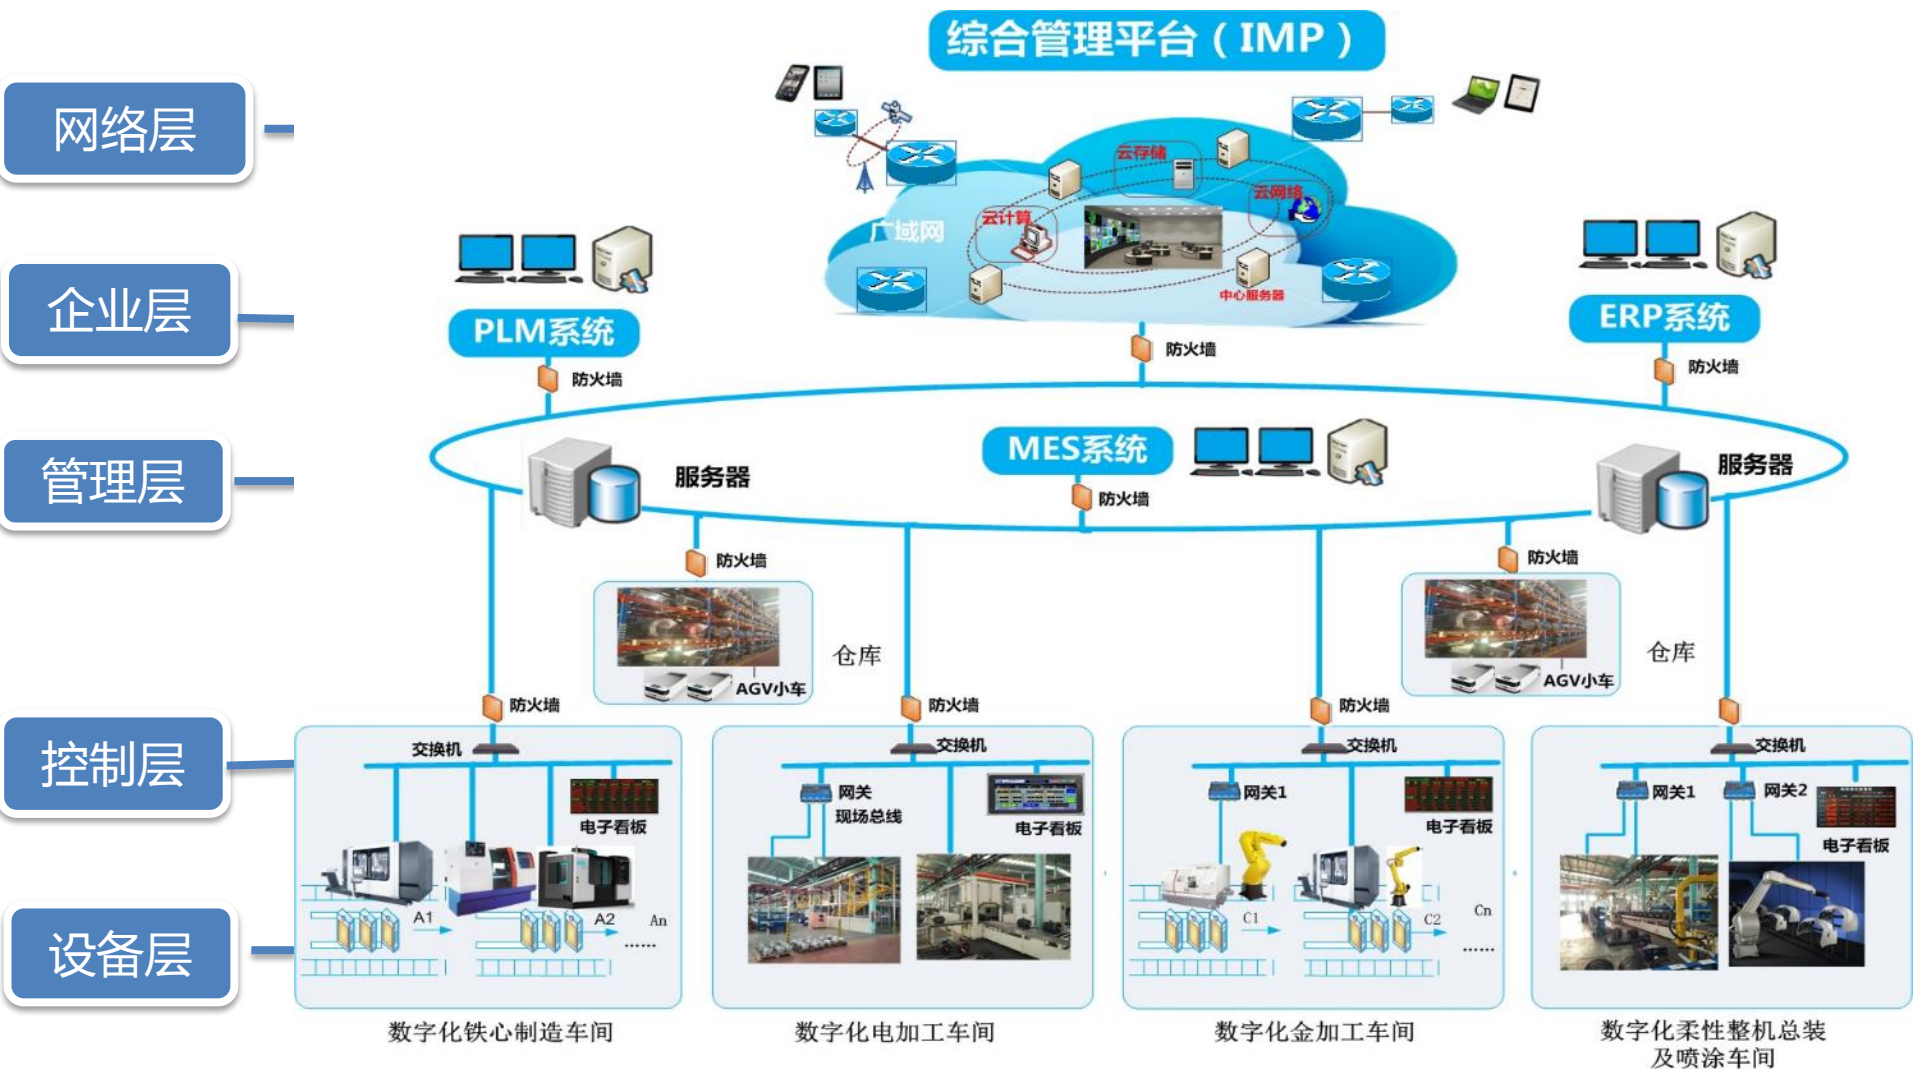 综合管理平台（IMP）
网络层
云存储
云网络
云计算
广域网
中心服务器
企业层
PLM系统
ERP系统
防火墙
防火墙
防火墙
管理层
MES系统
服务器
服务器
防火墙
防火墙
防火墙
仓库
仓库
AGV小车
AGV小车
防火墙
防火墙
防火墙
控制层
交换机
交换机
交换机
交换机
电子看板
网关
现场总线
电子看板
网关1
电子看板
网关1
网关2
电子看板
设备层
A1
A2
An
......
C1
C2
Cn
......
数字化铁心制造车间
数字化电加工车间
数字化金加工车间
数字化柔性整机总装
及喷涂车间